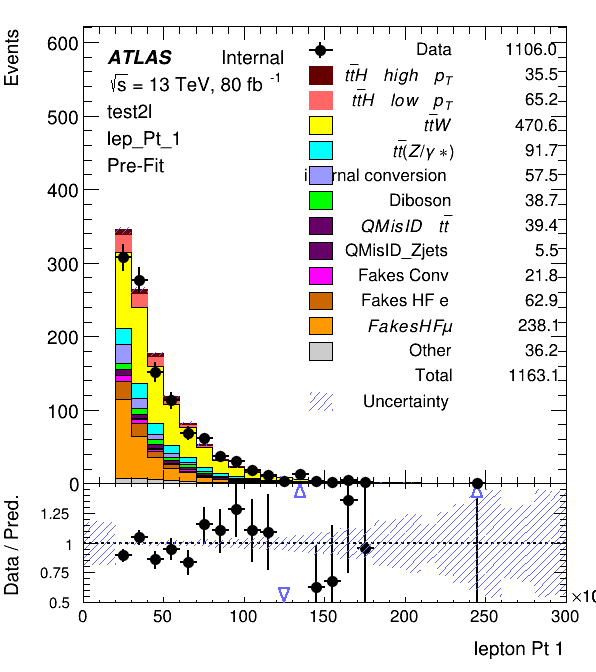 Events
600
500
400
300
200
100
0
ATLAS Internal
√s = 13 TeV, 80 fb⁻¹
test2l
lep_Pt_1
Pre-Fit
Data 1106.0
tt̄H high p_T 35.5
tt̄H low p_T 65.2
tt̄W 470.6
tt̄(Z/γ*) 91.7
conversion 57.5
Diboson 38.7
QMisID tt̄ 39.4
QMisID_Zjets 5.5
Fakes Conv 21.8
Fakes HF e 62.9
FakesHFμ 238.1
Other 36.2
Total 1163.1
Uncertainty
Data / Pred.
1.25
1
0.75
0.5
0 50 100 150 200 250 300
×10
lepton Pt 1